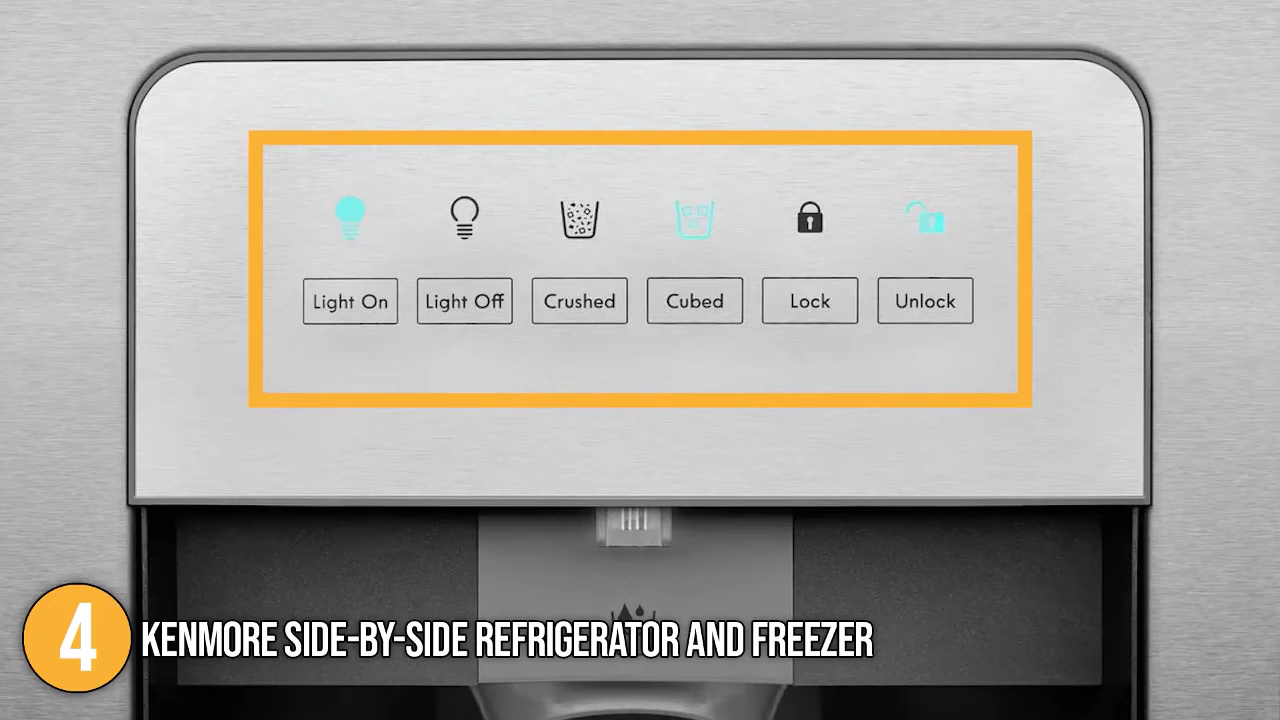 Light On
Light Off
Crushed
Cubed
Lock
Unlock
4
KENMORE SIDE-BY-SIDE REFRIGERATOR AND FREEZER